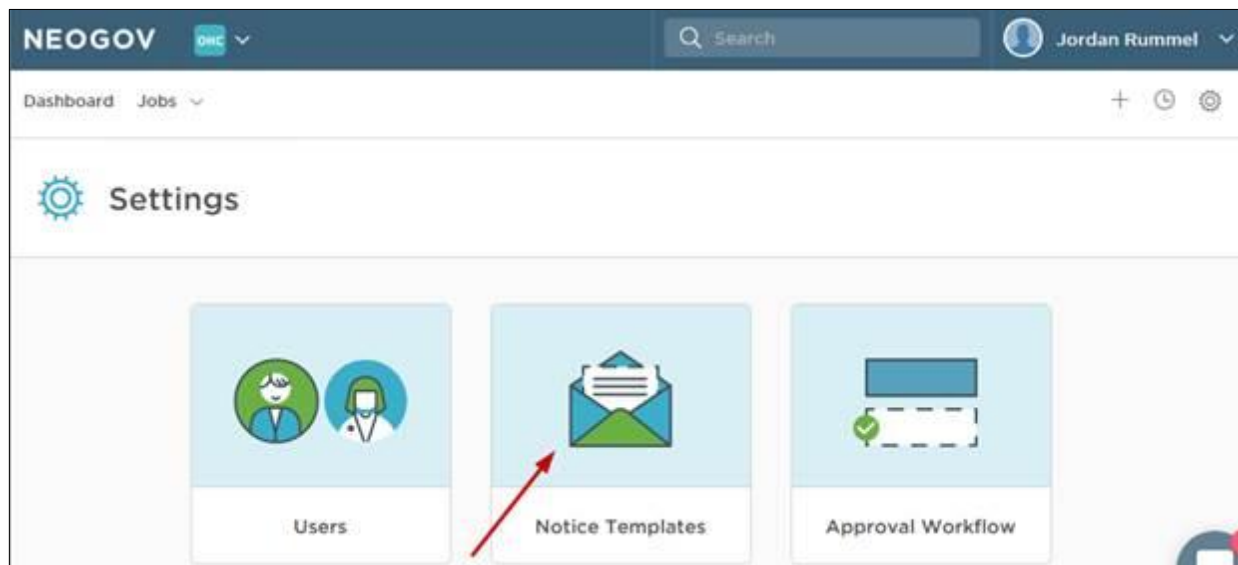 NEOGOV OHC Search Jordan Rummel
Dashboard Jobs
Settings
Users Notice Templates Approval Workflow